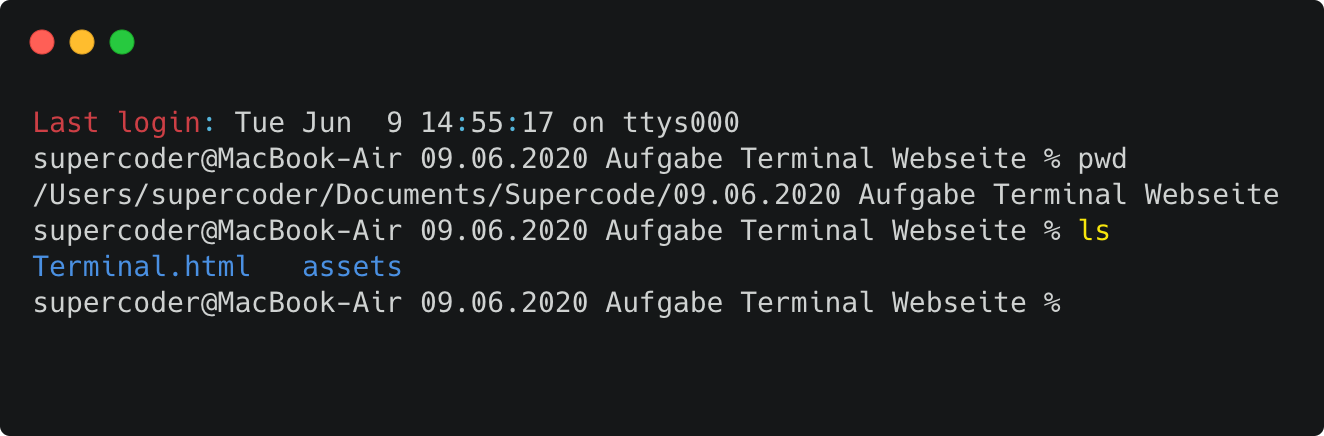 Last login: Tue Jun  9 14:55:17 on ttys000
supercoder@MacBook-Air 09.06.2020 Aufgabe Terminal Webseite % pwd
/Users/supercoder/Documents/Supercode/09.06.2020 Aufgabe Terminal Webseite
supercoder@MacBook-Air 09.06.2020 Aufgabe Terminal Webseite % ls
Terminal.html   assets
supercoder@MacBook-Air 09.06.2020 Aufgabe Terminal Webseite %